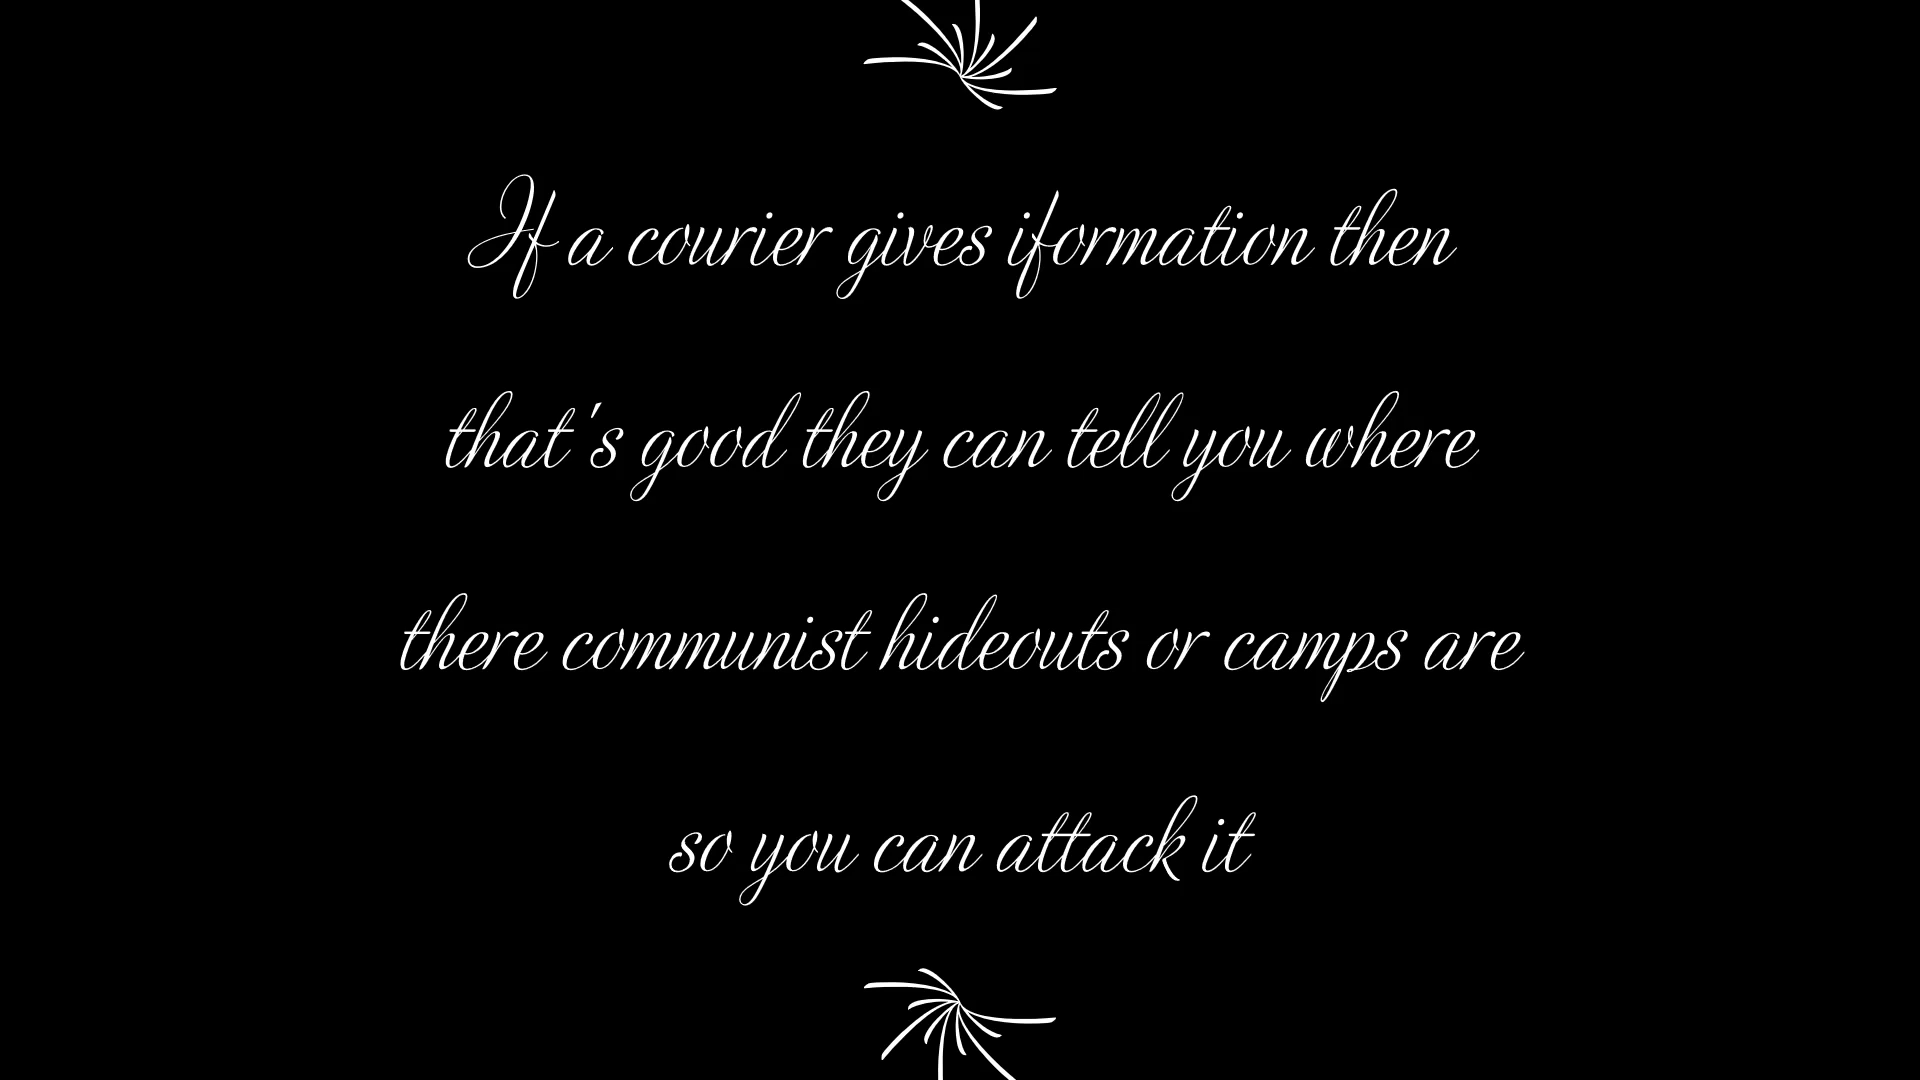 If a courier gives iformation then
that's good they can tell you where
there communist hideouts or camps are
so you can attack it